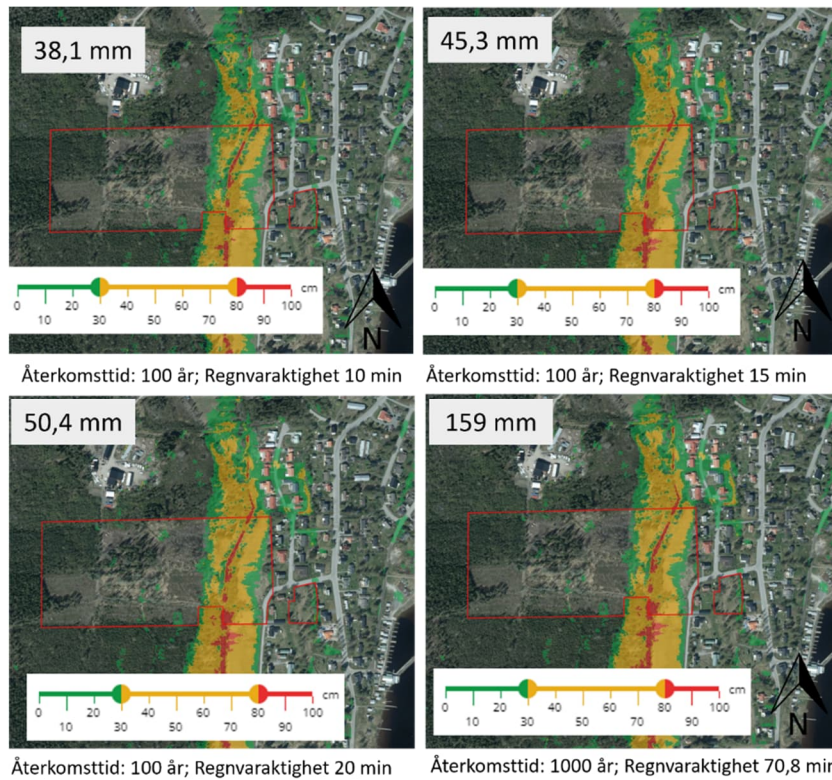 38,1 mm
N
cm
0 20 40 60 80 100
10 30 50 70 90
Återkomsttid: 100 år; Regnvaraktighet 10 min
45,3 mm
N
cm
0 20 40 60 80 100
10 30 50 70 90
Återkomsttid: 100 år; Regnvaraktighet 15 min
50,4 mm
cm
0 20 40 60 80 100
10 30 50 70 90
Återkomsttid: 100 år; Regnvaraktighet 20 min
159 mm
N
cm
0 20 40 60 80 100
10 30 50 70 90
Återkomsttid: 1000 år; Regnvaraktighet 70,8 min